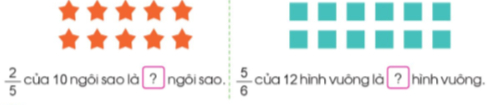 2/5 của 10 ngôi sao là ? ngôi sao.
5/6 của 12 hình vuông là ? hình vuông.